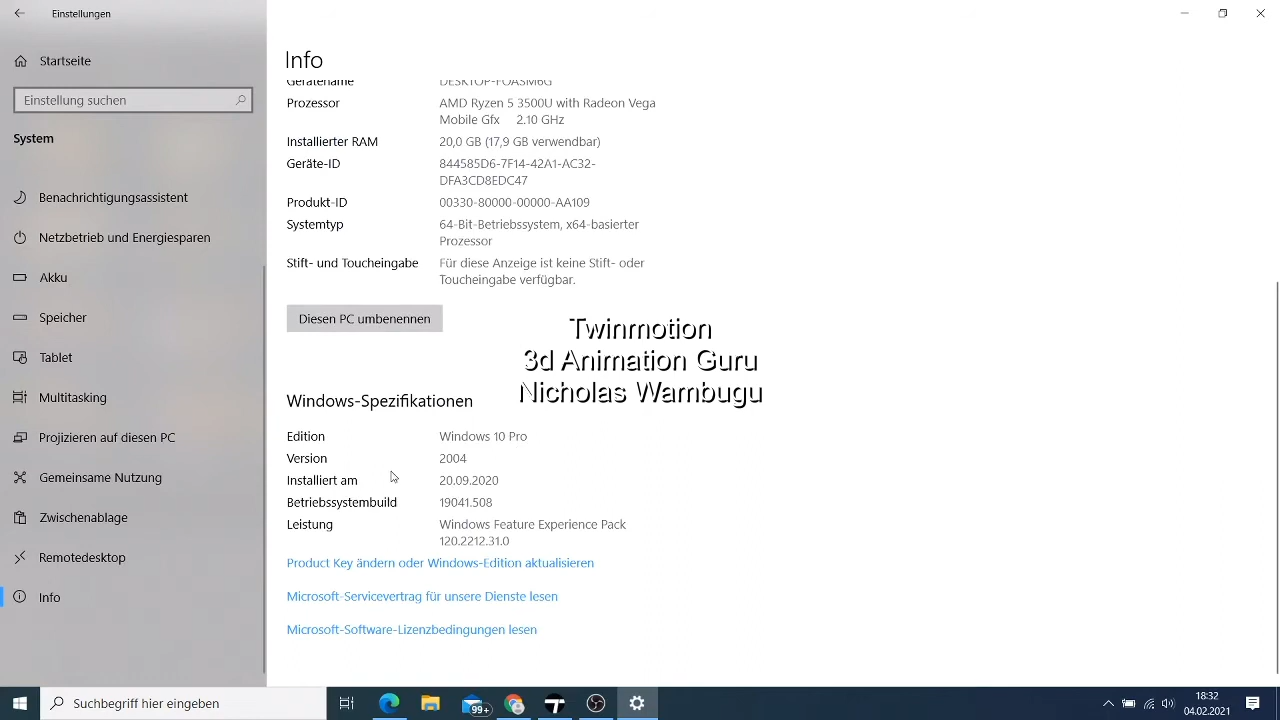 Einstellungen
Startseite
Einstellung suchen
System
Benachrichtigungsassistent
Netzbetrieb und Energiesparen
Akku
Speicher
Tablet
Multitasking
Projizieren auf diesen PC
Gemeinsame Nutzung
Zwischenablage
Remotedesktop
Info
Info
Gerätename DESKTOP-FOASM6G
Prozessor AMD Ryzen 5 3500U with Radeon Vega
Mobile Gfx 2.10 GHz
Installierter RAM 20,0 GB (17,9 GB verwendbar)
Geräte-ID 844585D6-7F14-42A1-AC32-
DFA3CD8EDC47
Produkt-ID 00330-80000-00000-AA109
Systemtyp 64-Bit-Betriebssystem, x64-basierter
Prozessor
Stift- und Toucheingabe Für diese Anzeige ist keine Stift- oder
Toucheingabe verfügbar.
Diesen PC umbenennen
Twinmotion
3d Animation Guru
Nicholas Wambugu
Windows-Spezifikationen
Edition Windows 10 Pro
Version 2004
Installiert am 20.09.2020
Betriebssystembuild 19041.508
Leistung Windows Feature Experience Pack
120.2212.31.0
Product Key ändern oder Windows-Edition aktualisieren
Microsoft-Servicevertrag für unsere Dienste lesen
Microsoft-Software-Lizenzbedingungen lesen
Suchtext hier eingeben
99+
18:32
04.02.2021